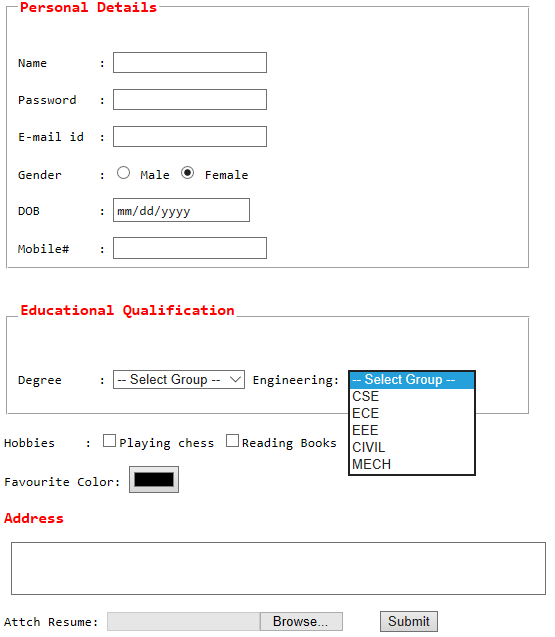 Personal Details
Name :
Password :
E-mail id :
Gender : Male Female
DOB : mm/dd/yyyy
Mobile# :
Educational Qualification
Degree : -- Select Group -- Engineering: -- Select Group --
CSE
ECE
EEE
CIVIL
MECH
Hobbies : Playing chess Reading Books
Favourite Color:
Address
Attch Resume: Browse... Submit